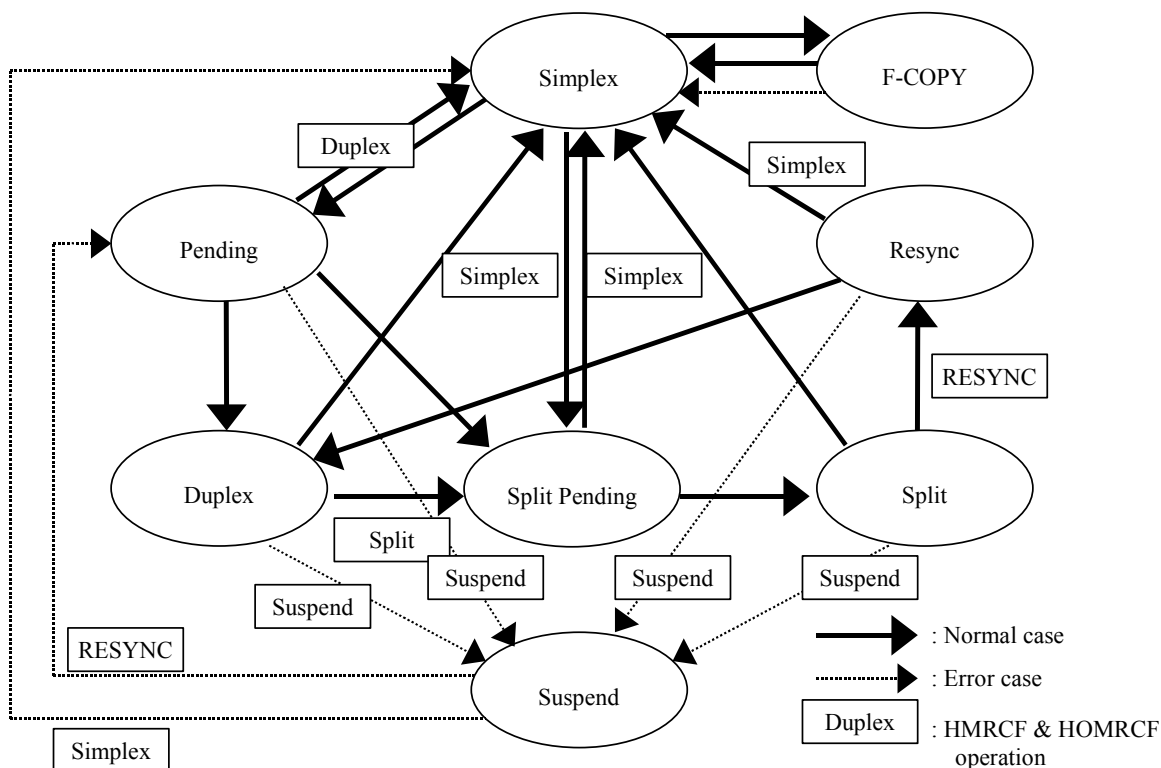 Simplex
F-COPY
Duplex
Simplex
Pending
Resync
Simplex
Simplex
RESYNC
Duplex
Split Pending
Split
Split
Suspend
Suspend
Suspend
Suspend
RESYNC
Suspend
Simplex
: Normal case
: Error case
Duplex
: HMRCF & HOMRCF
operation